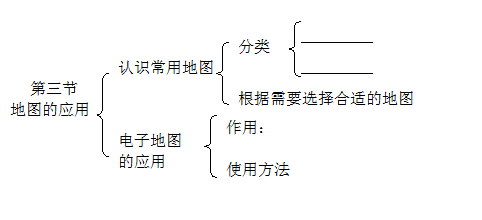 第三节
地图的应用
认识常用地图
分类
根据需要选择合适的地图
电子地图
的应用
作用：
使用方法